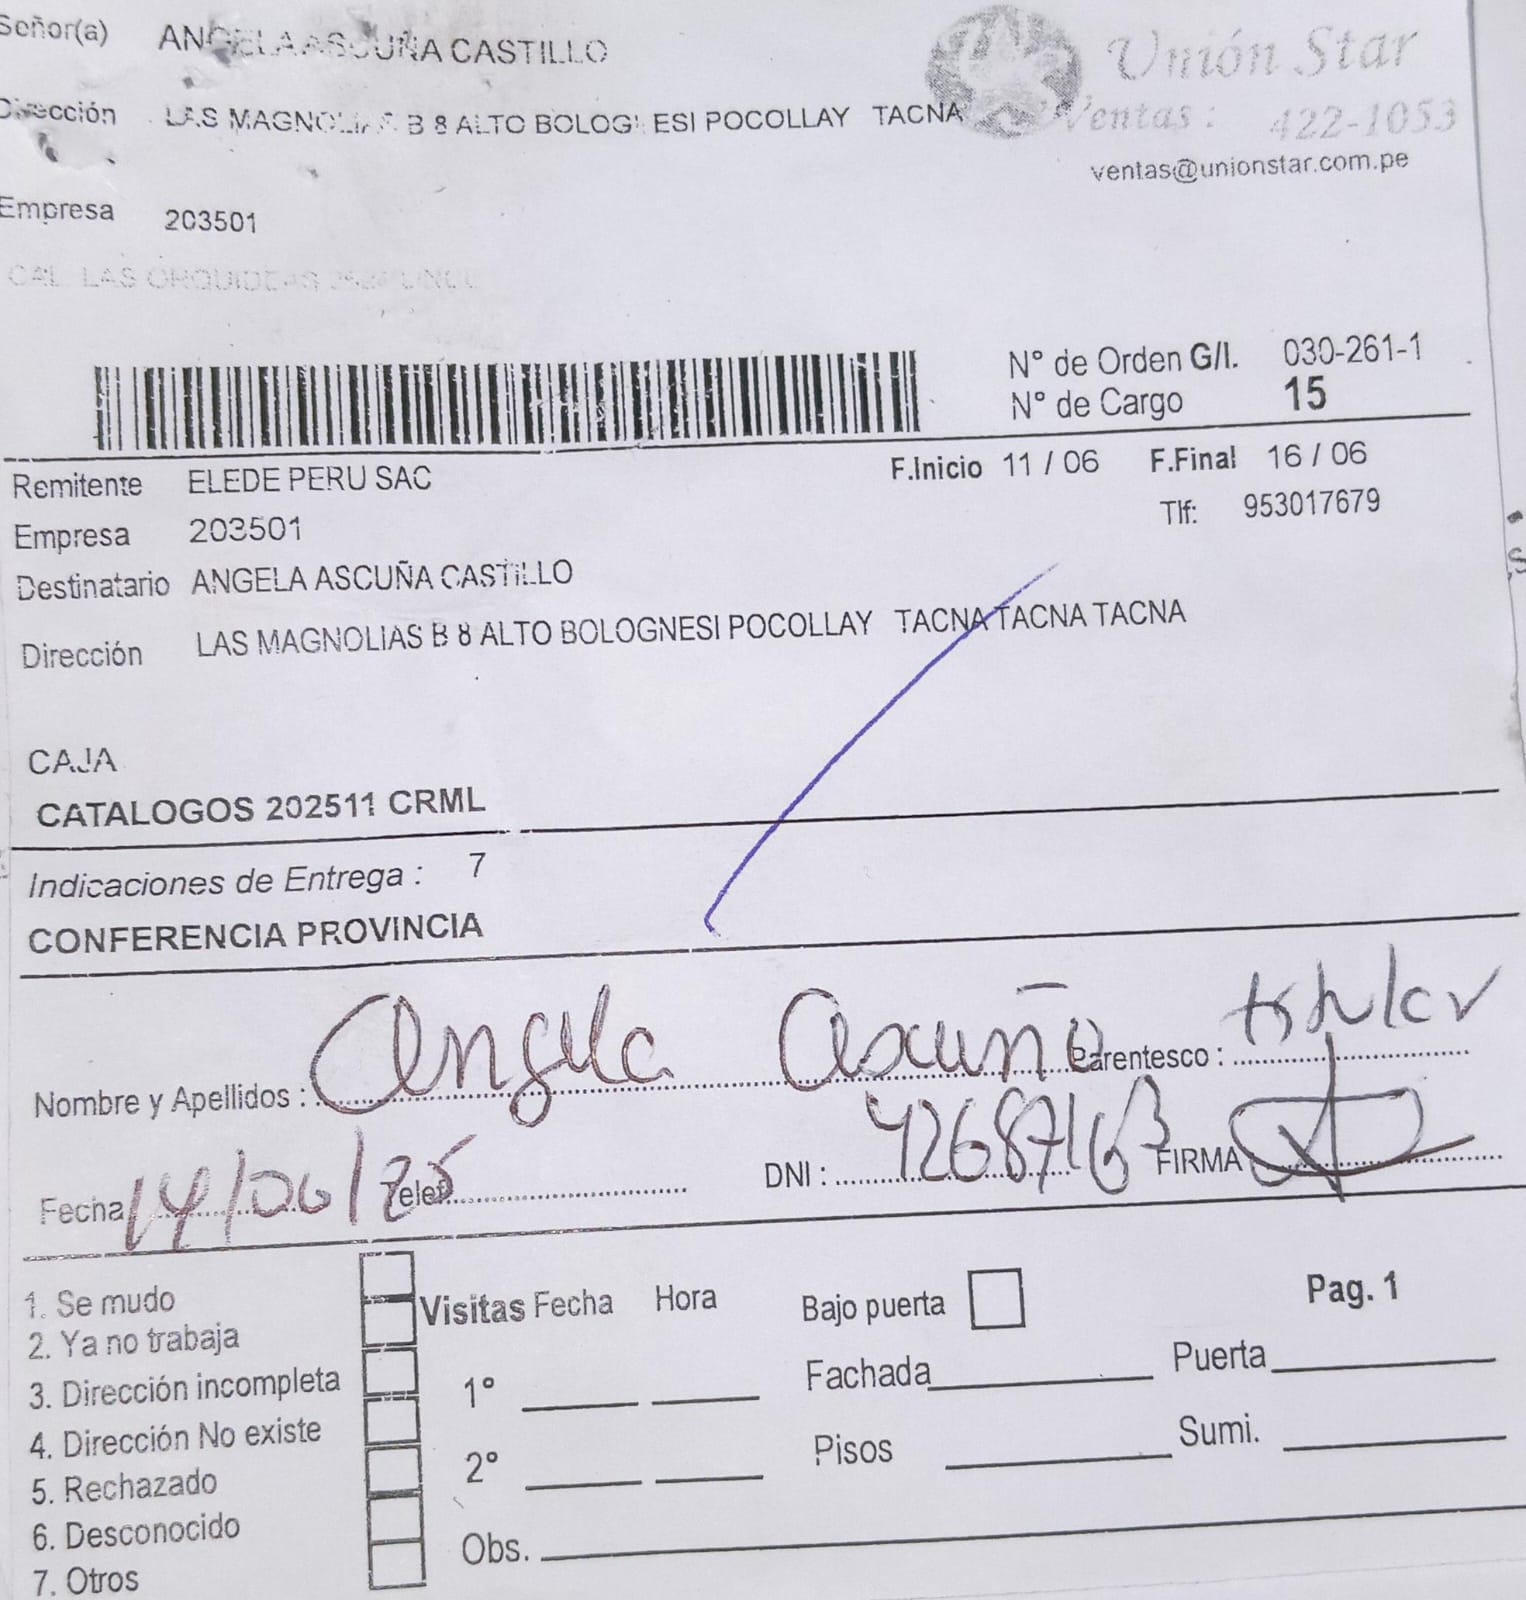 Señor(a) ANGELA ASCUÑA CASTILLO
Unión Star
Dirección LAS MAGNOLIAS B 8 ALTO BOLOGNESI POCOLLAY TACNA
Ventas : 422-1053
ventas@unionstar.com.pe
Empresa 203501
CAL LAS ORQUIDEAS
N° de Orden G/I. 030-261-1
N° de Cargo 15
Remitente ELEDE PERU SAC F.Inicio 11 / 06 F.Final 16 / 06
Empresa 203501 Tlf: 953017679
Destinatario ANGELA ASCUÑA CASTILLO
Dirección LAS MAGNOLIAS B 8 ALTO BOLOGNESI POCOLLAY TACNA TACNA TACNA
CAJA
CATALOGOS 202511 CRML
Indicaciones de Entrega : 7
CONFERENCIA PROVINCIA
Nombre y Apellidos : Angela Ascuña Parentesco : titular
Fecha 14/06/25 Telef. DNI : 42687163 FIRMA
1. Se mudo
2. Ya no trabaja
3. Dirección incompleta
4. Dirección No existe
5. Rechazado
6. Desconocido
7. Otros
Visitas Fecha Hora
1°
2°
Obs.
Bajo puerta Pag. 1
Fachada Puerta
Pisos Sumi.